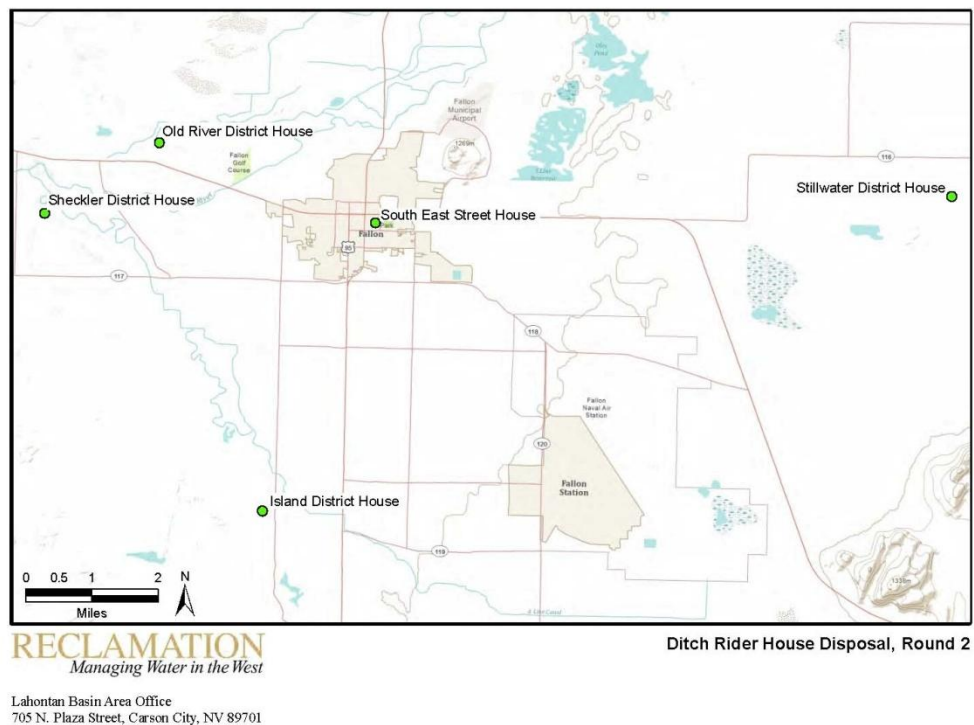 Fallon
Municipal
Airport
1269m
Old River District House
Fallon
Golf
Course
116
Stillwater District House
Sheckler District House
South East Street House
Park
Fallon
95
117
118
Fallon
Naval Air
Station
120
Fallon
Station
Island District House
119
0 0.5 1 2
Miles
N
RECLAMATION
Managing Water in the West
Ditch Rider House Disposal, Round 2
Lahontan Basin Area Office
705 N. Plaza Street, Carson City, NV 89701